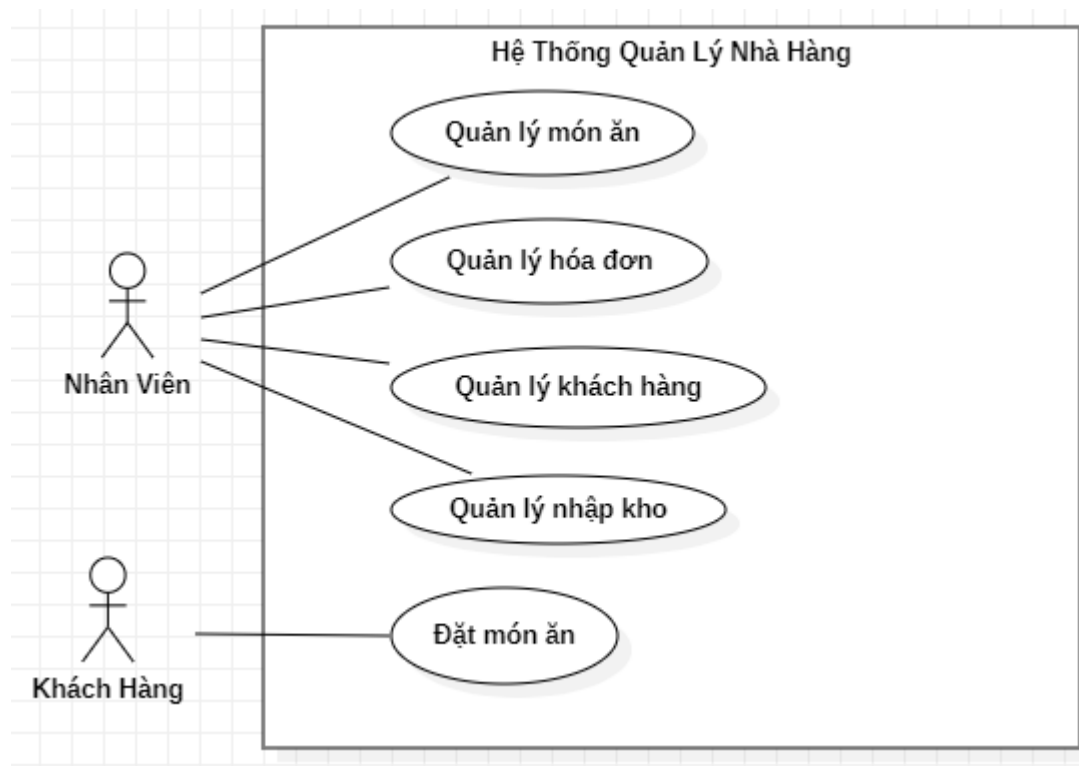 Hệ Thống Quản Lý Nhà Hàng
Quản lý món ăn
Quản lý hóa đơn
Nhân Viên
Quản lý khách hàng
Quản lý nhập kho
Đặt món ăn
Khách Hàng